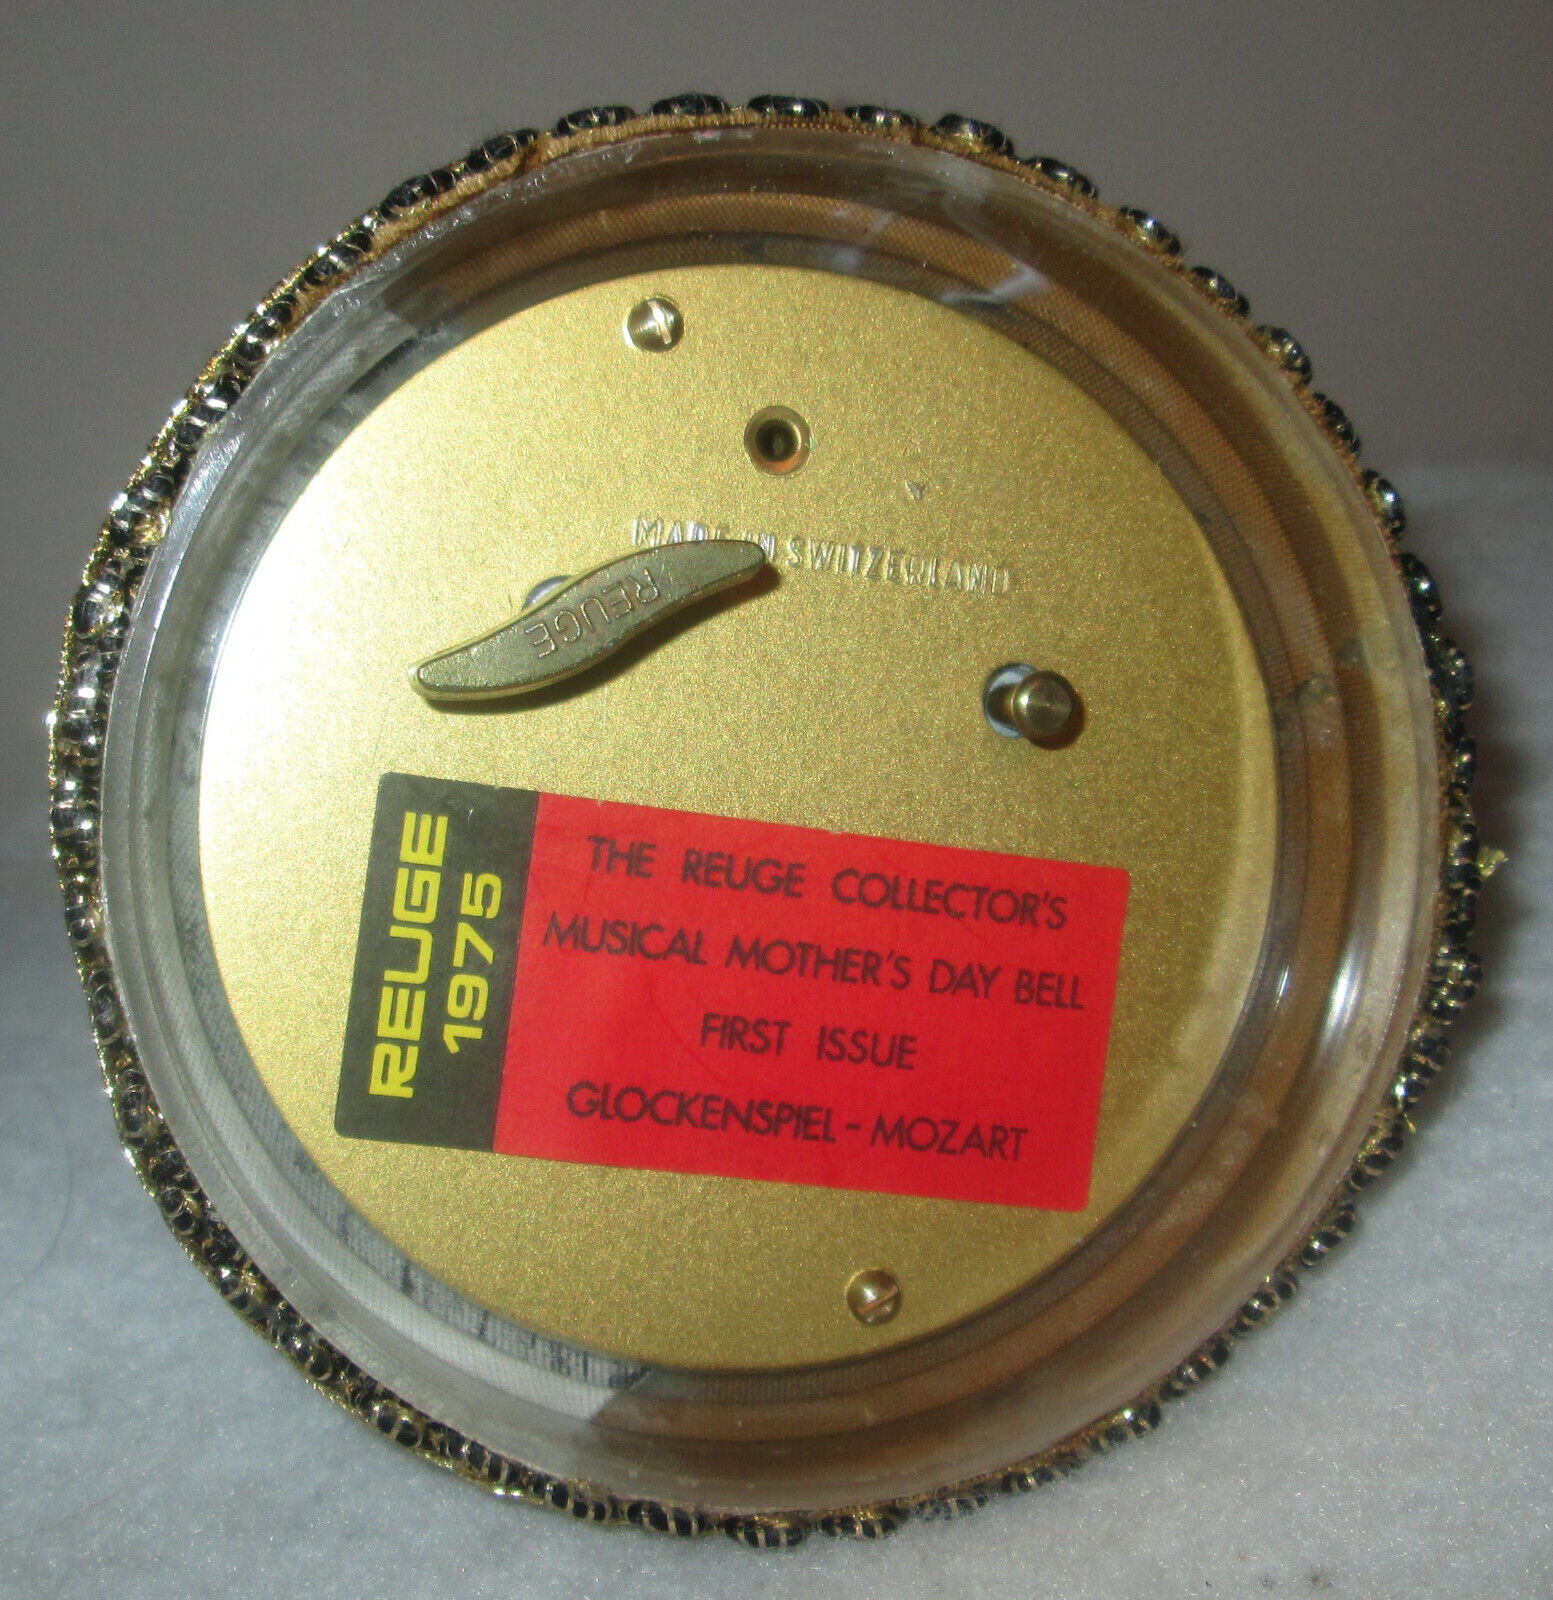 MADE IN SWITZERLAND
REUGE
REUGE
1975
THE REUGE COLLECTOR'S
MUSICAL MOTHER'S DAY BELL
FIRST ISSUE
GLOCKENSPIEL - MOZART